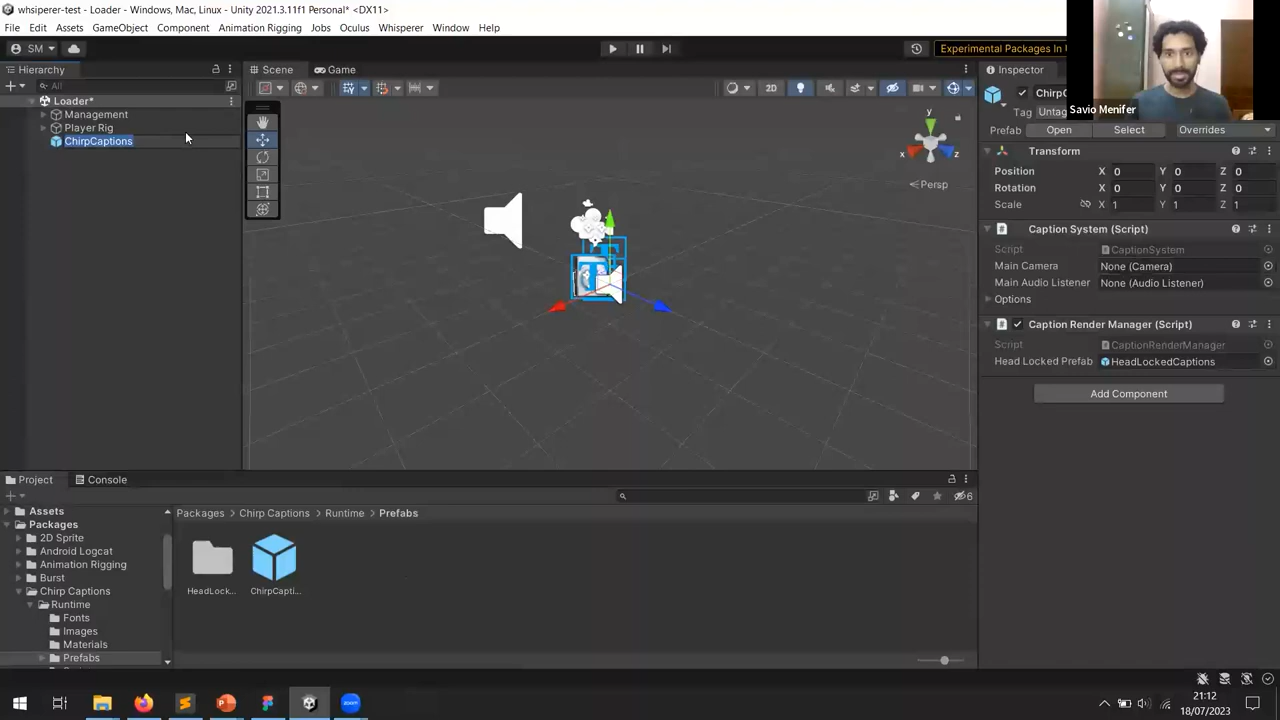 whsiperer-test - Loader - Windows, Mac, Linux - Unity 2021.3.11f1 Personal* <DX11>
File Edit Assets GameObject Component Animation Rigging Jobs Oculus Whisperer Window Help
SM
Experimental Packages In U
Hierarchy
Scene
Game
Inspector
All
2D
Loader*
Management
Player Rig
ChirpCaptions
y
x
z
Persp
Savio Menifer
ChirpC
Tag Untag
Prefab Open Select Overrides
Transform
Position X 0 Y 0 Z 0
Rotation X 0 Y 0 Z 0
Scale X 1 Y 1 Z 1
Caption System (Script)
Script CaptionSystem
Main Camera None (Camera)
Main Audio Listener None (Audio Listener)
Options
Caption Render Manager (Script)
Script CaptionRenderManager
Head Locked Prefab HeadLockedCaptions
Add Component
Project
Console
6
Assets
Packages
2D Sprite
Android Logcat
Animation Rigging
Burst
Chirp Captions
Runtime
Fonts
Images
Materials
Prefabs
Packages > Chirp Captions > Runtime > Prefabs
HeadLock...
ChirpCapti...
21:12
18/07/2023